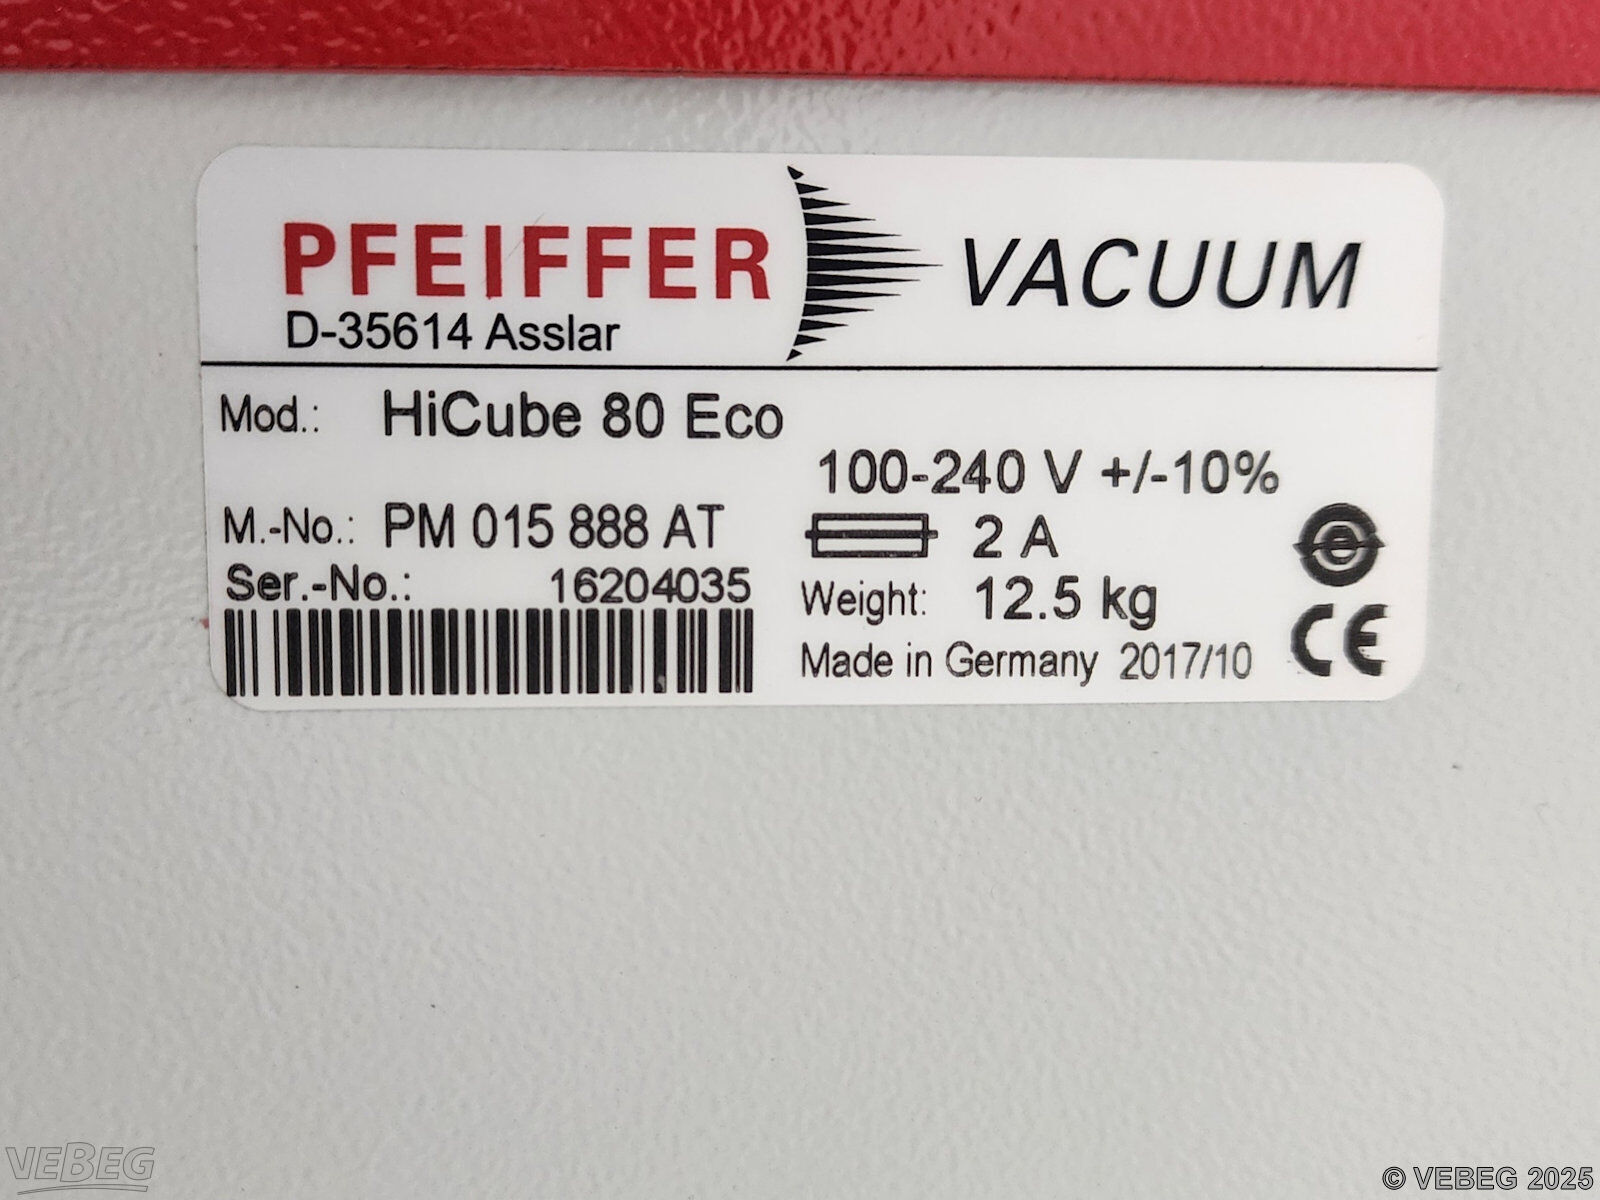 PFEIFFER VACUUM
D-35614 Asslar
Mod.: HiCube 80 Eco
100-240 V +/-10%
M.-No.: PM 015 888 AT
2 A
Ser.-No.: 16204035
Weight: 12.5 kg
Made in Germany 2017/10
CE
VEBEG
© VEBEG 2025